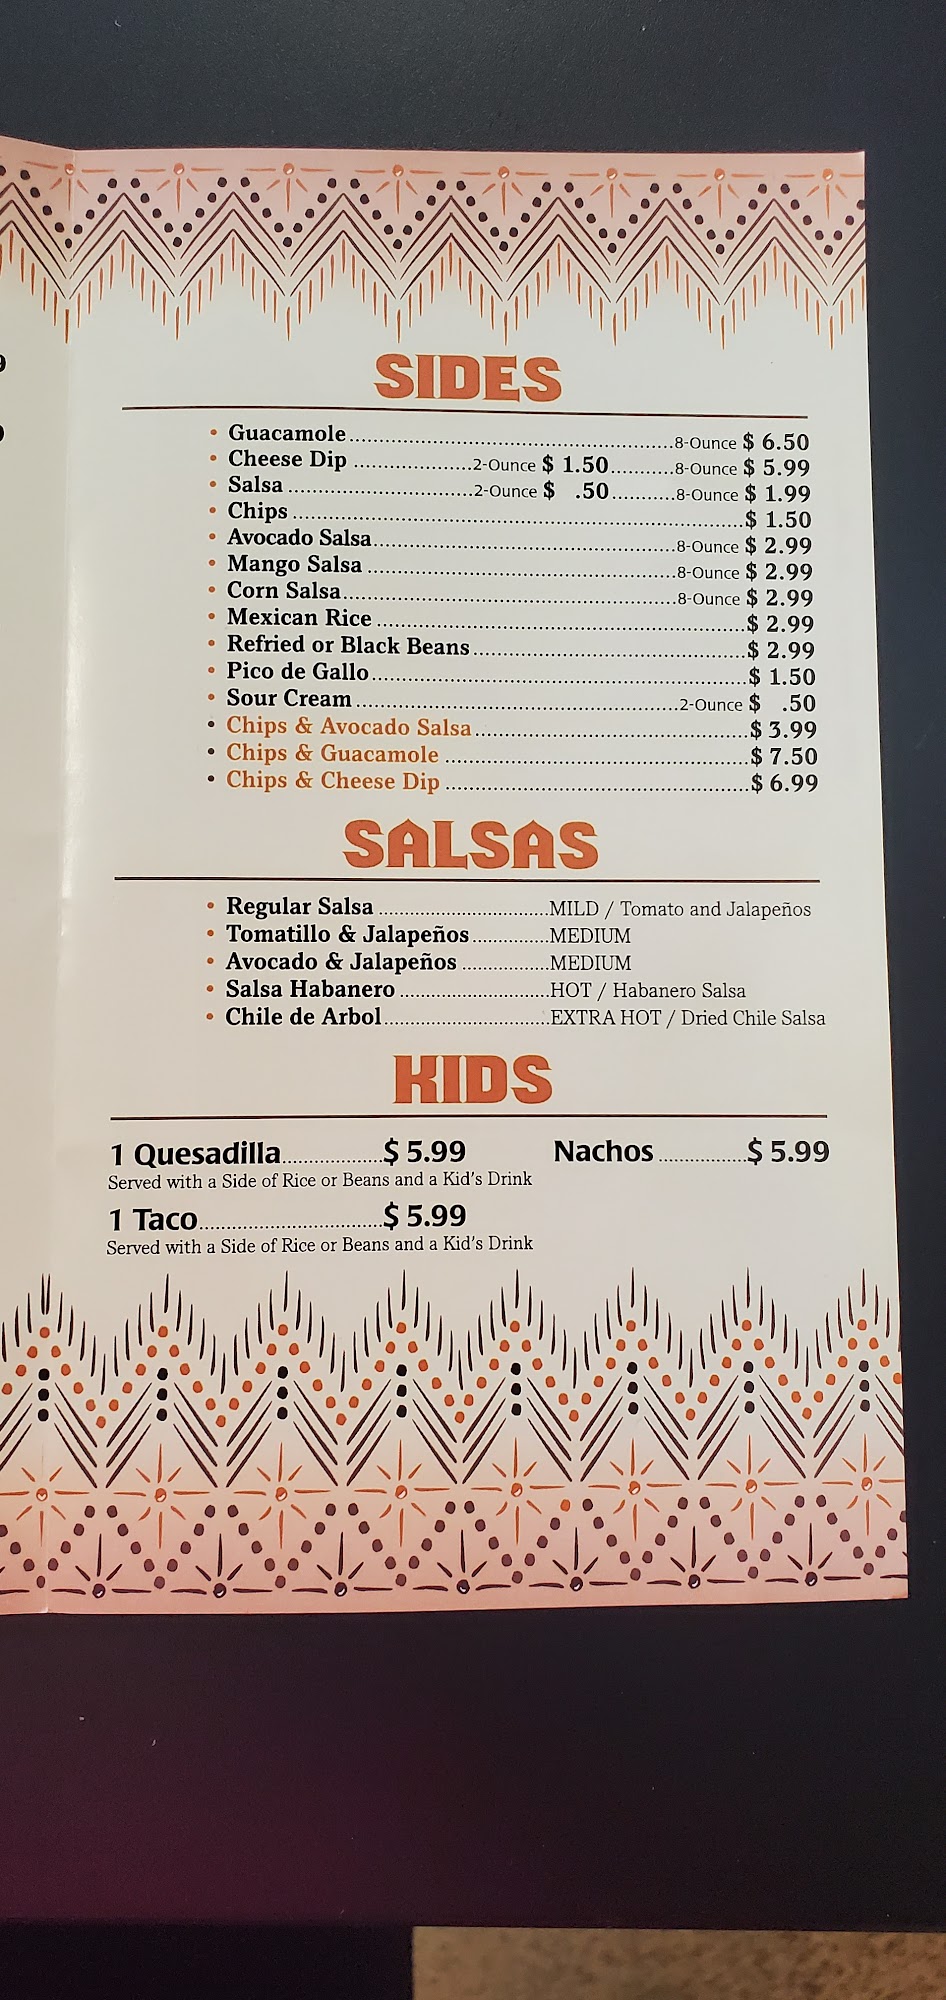 SIDES
• Guacamole 8-Ounce $ 6.50
• Cheese Dip 2-Ounce $ 1.50 8-Ounce $ 5.99
• Salsa 2-Ounce $ .50 8-Ounce $ 1.99
• Chips $ 1.50
• Avocado Salsa 8-Ounce $ 2.99
• Mango Salsa 8-Ounce $ 2.99
• Corn Salsa 8-Ounce $ 2.99
• Mexican Rice $ 2.99
• Refried or Black Beans $ 2.99
• Pico de Gallo $ 1.50
• Sour Cream 2-Ounce $ .50
• Chips & Avocado Salsa $ 3.99
• Chips & Guacamole $ 7.50
• Chips & Cheese Dip $ 6.99
SALSAS
• Regular Salsa MILD / Tomato and Jalapeños
• Tomatillo & Jalapeños MEDIUM
• Avocado & Jalapeños MEDIUM
• Salsa Habanero HOT / Habanero Salsa
• Chile de Arbol EXTRA HOT / Dried Chile Salsa
KIDS
1 Quesadilla $ 5.99 Nachos $ 5.99
Served with a Side of Rice or Beans and a Kid's Drink
1 Taco $ 5.99
Served with a Side of Rice or Beans and a Kid's Drink